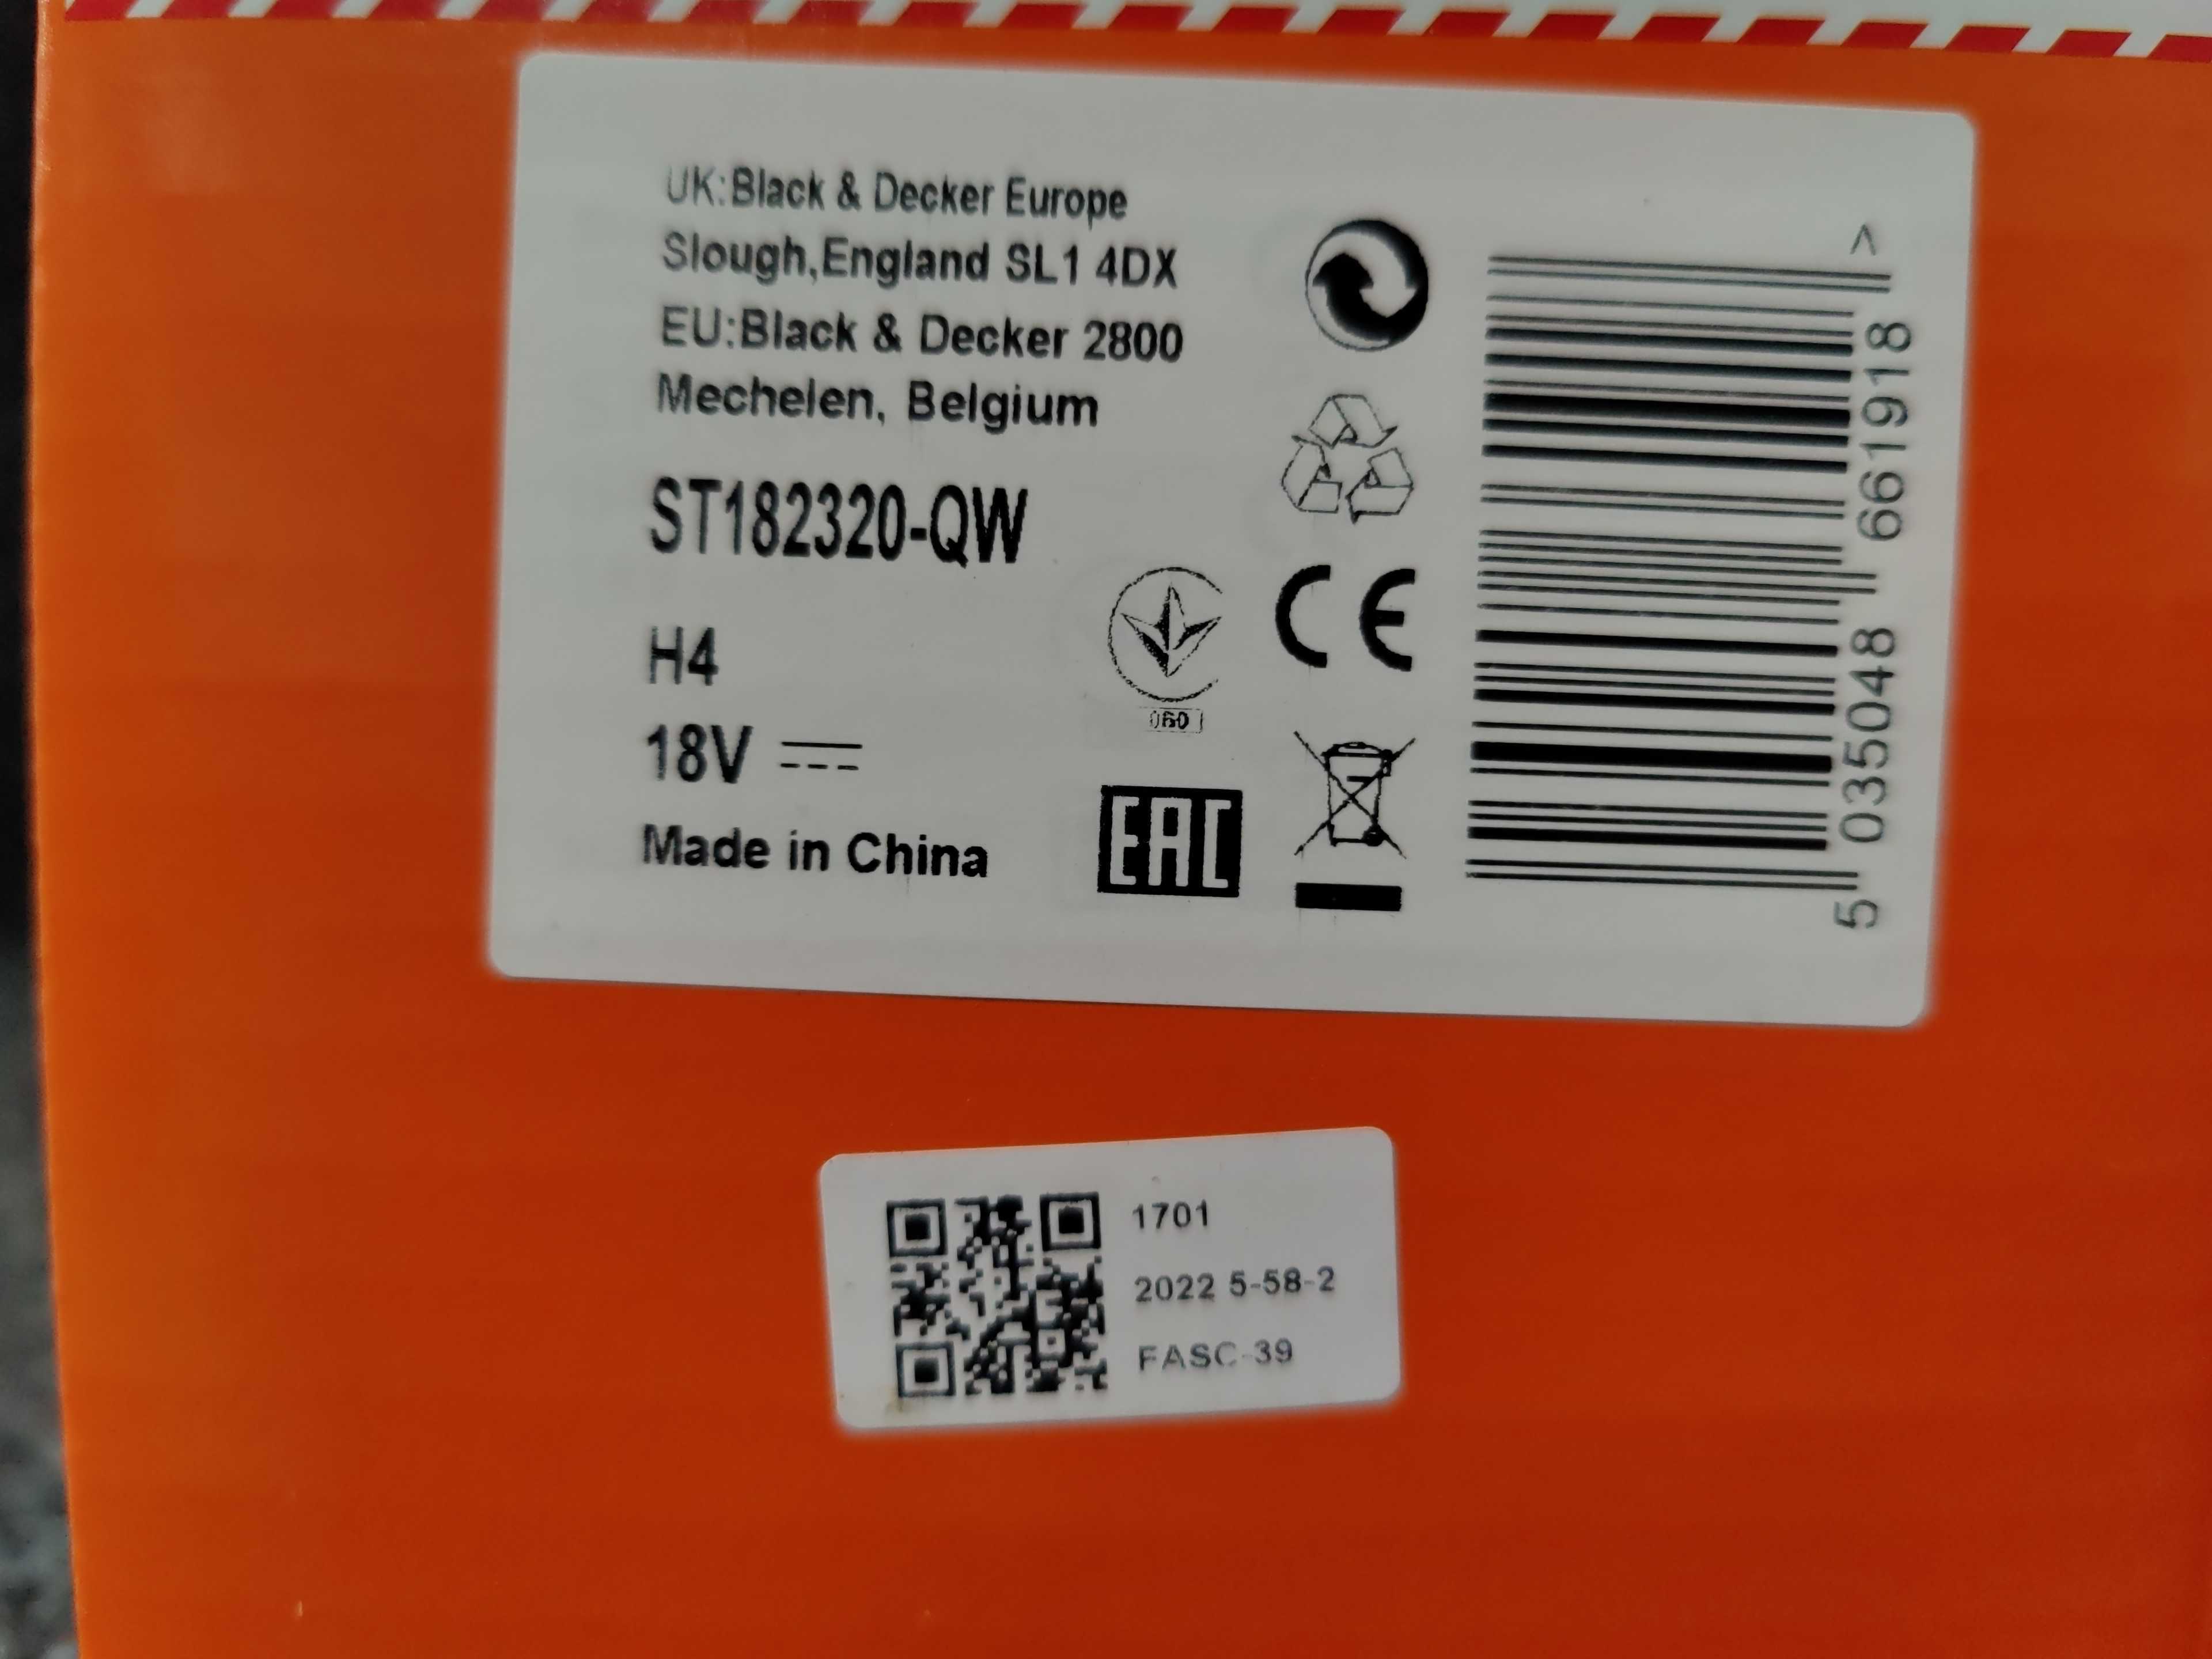 UK:Black & Decker Europe
Slough,England SL1 4DX
EU:Black & Decker 2800
Mechelen, Belgium
ST182320-QW
H4
18V
Made in China
060
CE
EAC
5 035048 661918 >
1701
2022 5-58-2
FASC-39